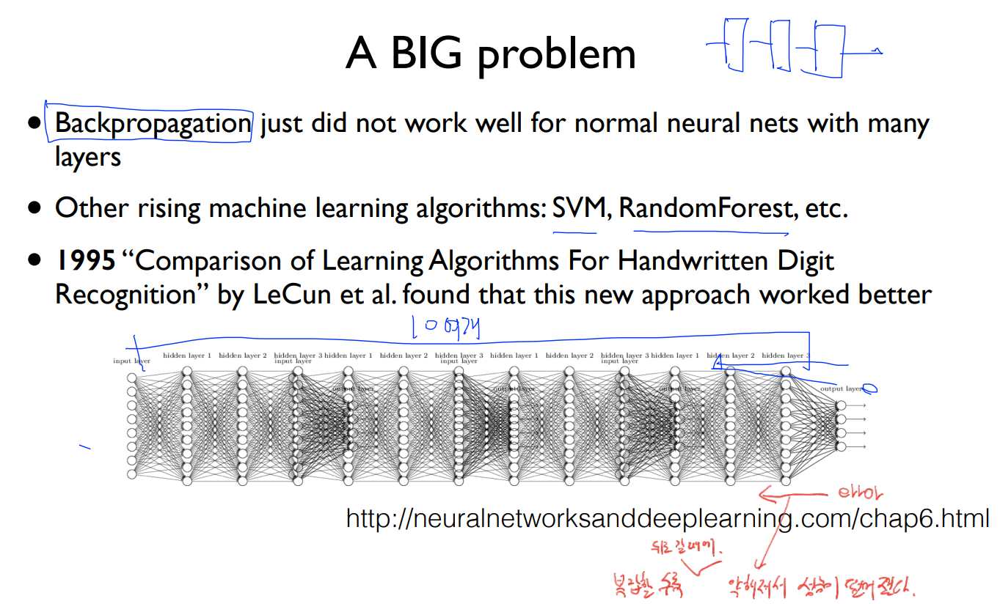 A BIG problem
• Backpropagation just did not work well for normal neural nets with many
layers
• Other rising machine learning algorithms: SVM, RandomForest, etc.
• 1995 “Comparison of Learning Algorithms For Handwritten Digit
Recognition” by LeCun et al. found that this new approach worked better
10여개
hidden layer 1 hidden layer 2 hidden layer 3 hidden layer 1 hidden layer 2 hidden layer 3 hidden layer 1 hidden layer 2 hidden layer 3 hidden layer 1 hidden layer 2 hidden layer 3
input layer input layer input layer input layer
output layer output layer output layer output layer
error
http://neuralnetworksanddeeplearning.com/chap6.html
뒤로 갈 때에.
복잡할 수록 약해져서 성능이 떨어진다.